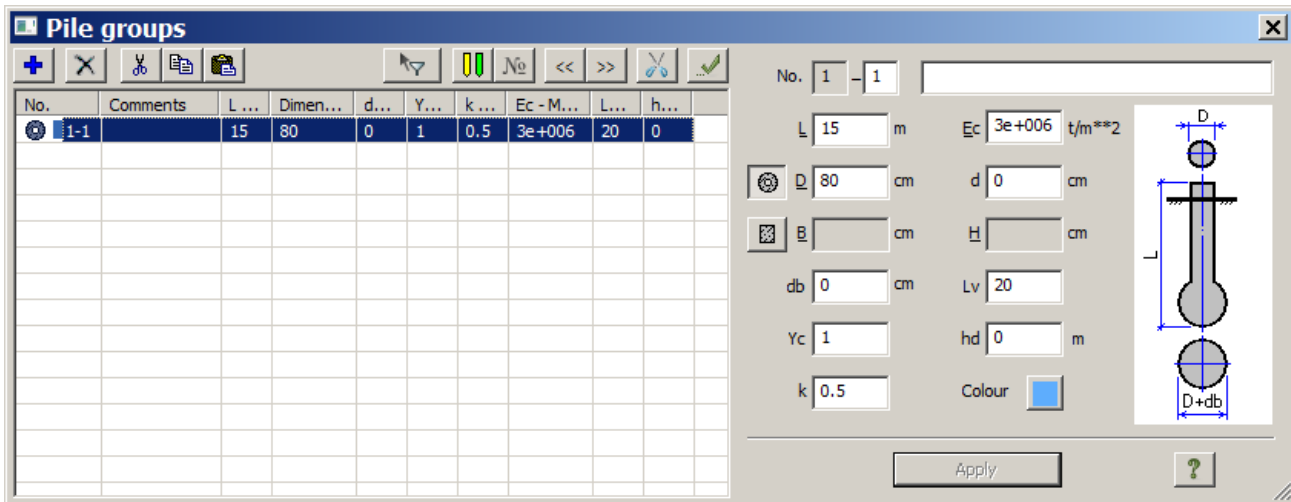 Pile groups
№ << >>
No. 1 - 1
No. Comments L ... Dimen... d... Y... k ... Ec - M... L... h...
1-1 15 80 0 1 0.5 3e+006 20 0
L 15 m Ec 3e+006 t/m**2
D 80 cm d 0 cm
B cm H cm
db 0 cm Lv 20
Yc 1 hd 0 m
k 0.5 Colour
D
L
D+db
Apply ?